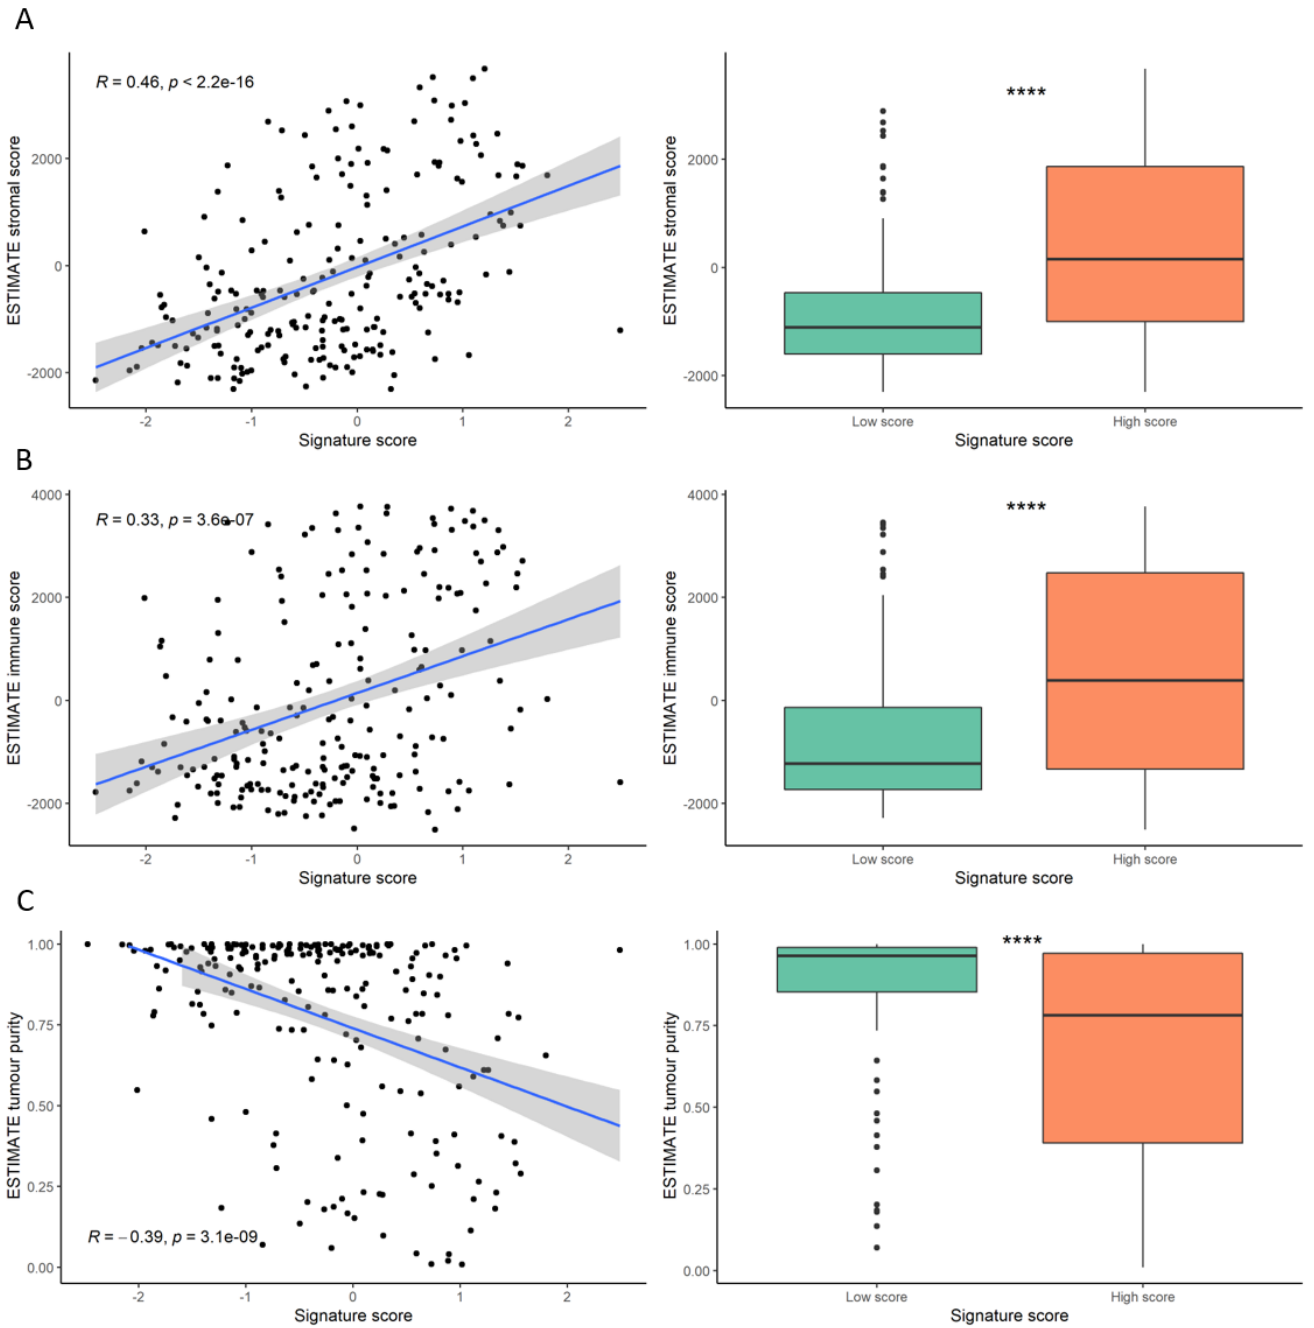 A
R = 0.46, p < 2.2e-16
ESTIMATE stromal score
2000
0
-2000
-2
-1
0
1
2
Signature score
****
ESTIMATE stromal score
2000
0
-2000
Low score
High score
Signature score
B
R = 0.33, p = 3.6e-07
ESTIMATE immune score
4000
2000
0
-2000
-2
-1
0
1
2
Signature score
****
ESTIMATE immune score
4000
2000
0
-2000
Low score
High score
Signature score
C
R = −0.39, p = 3.1e-09
ESTIMATE tumour purity
1.00
0.75
0.50
0.25
0.00
-2
-1
0
1
2
Signature score
****
ESTIMATE tumour purity
1.00
0.75
0.50
0.25
0.00
Low score
High score
Signature score